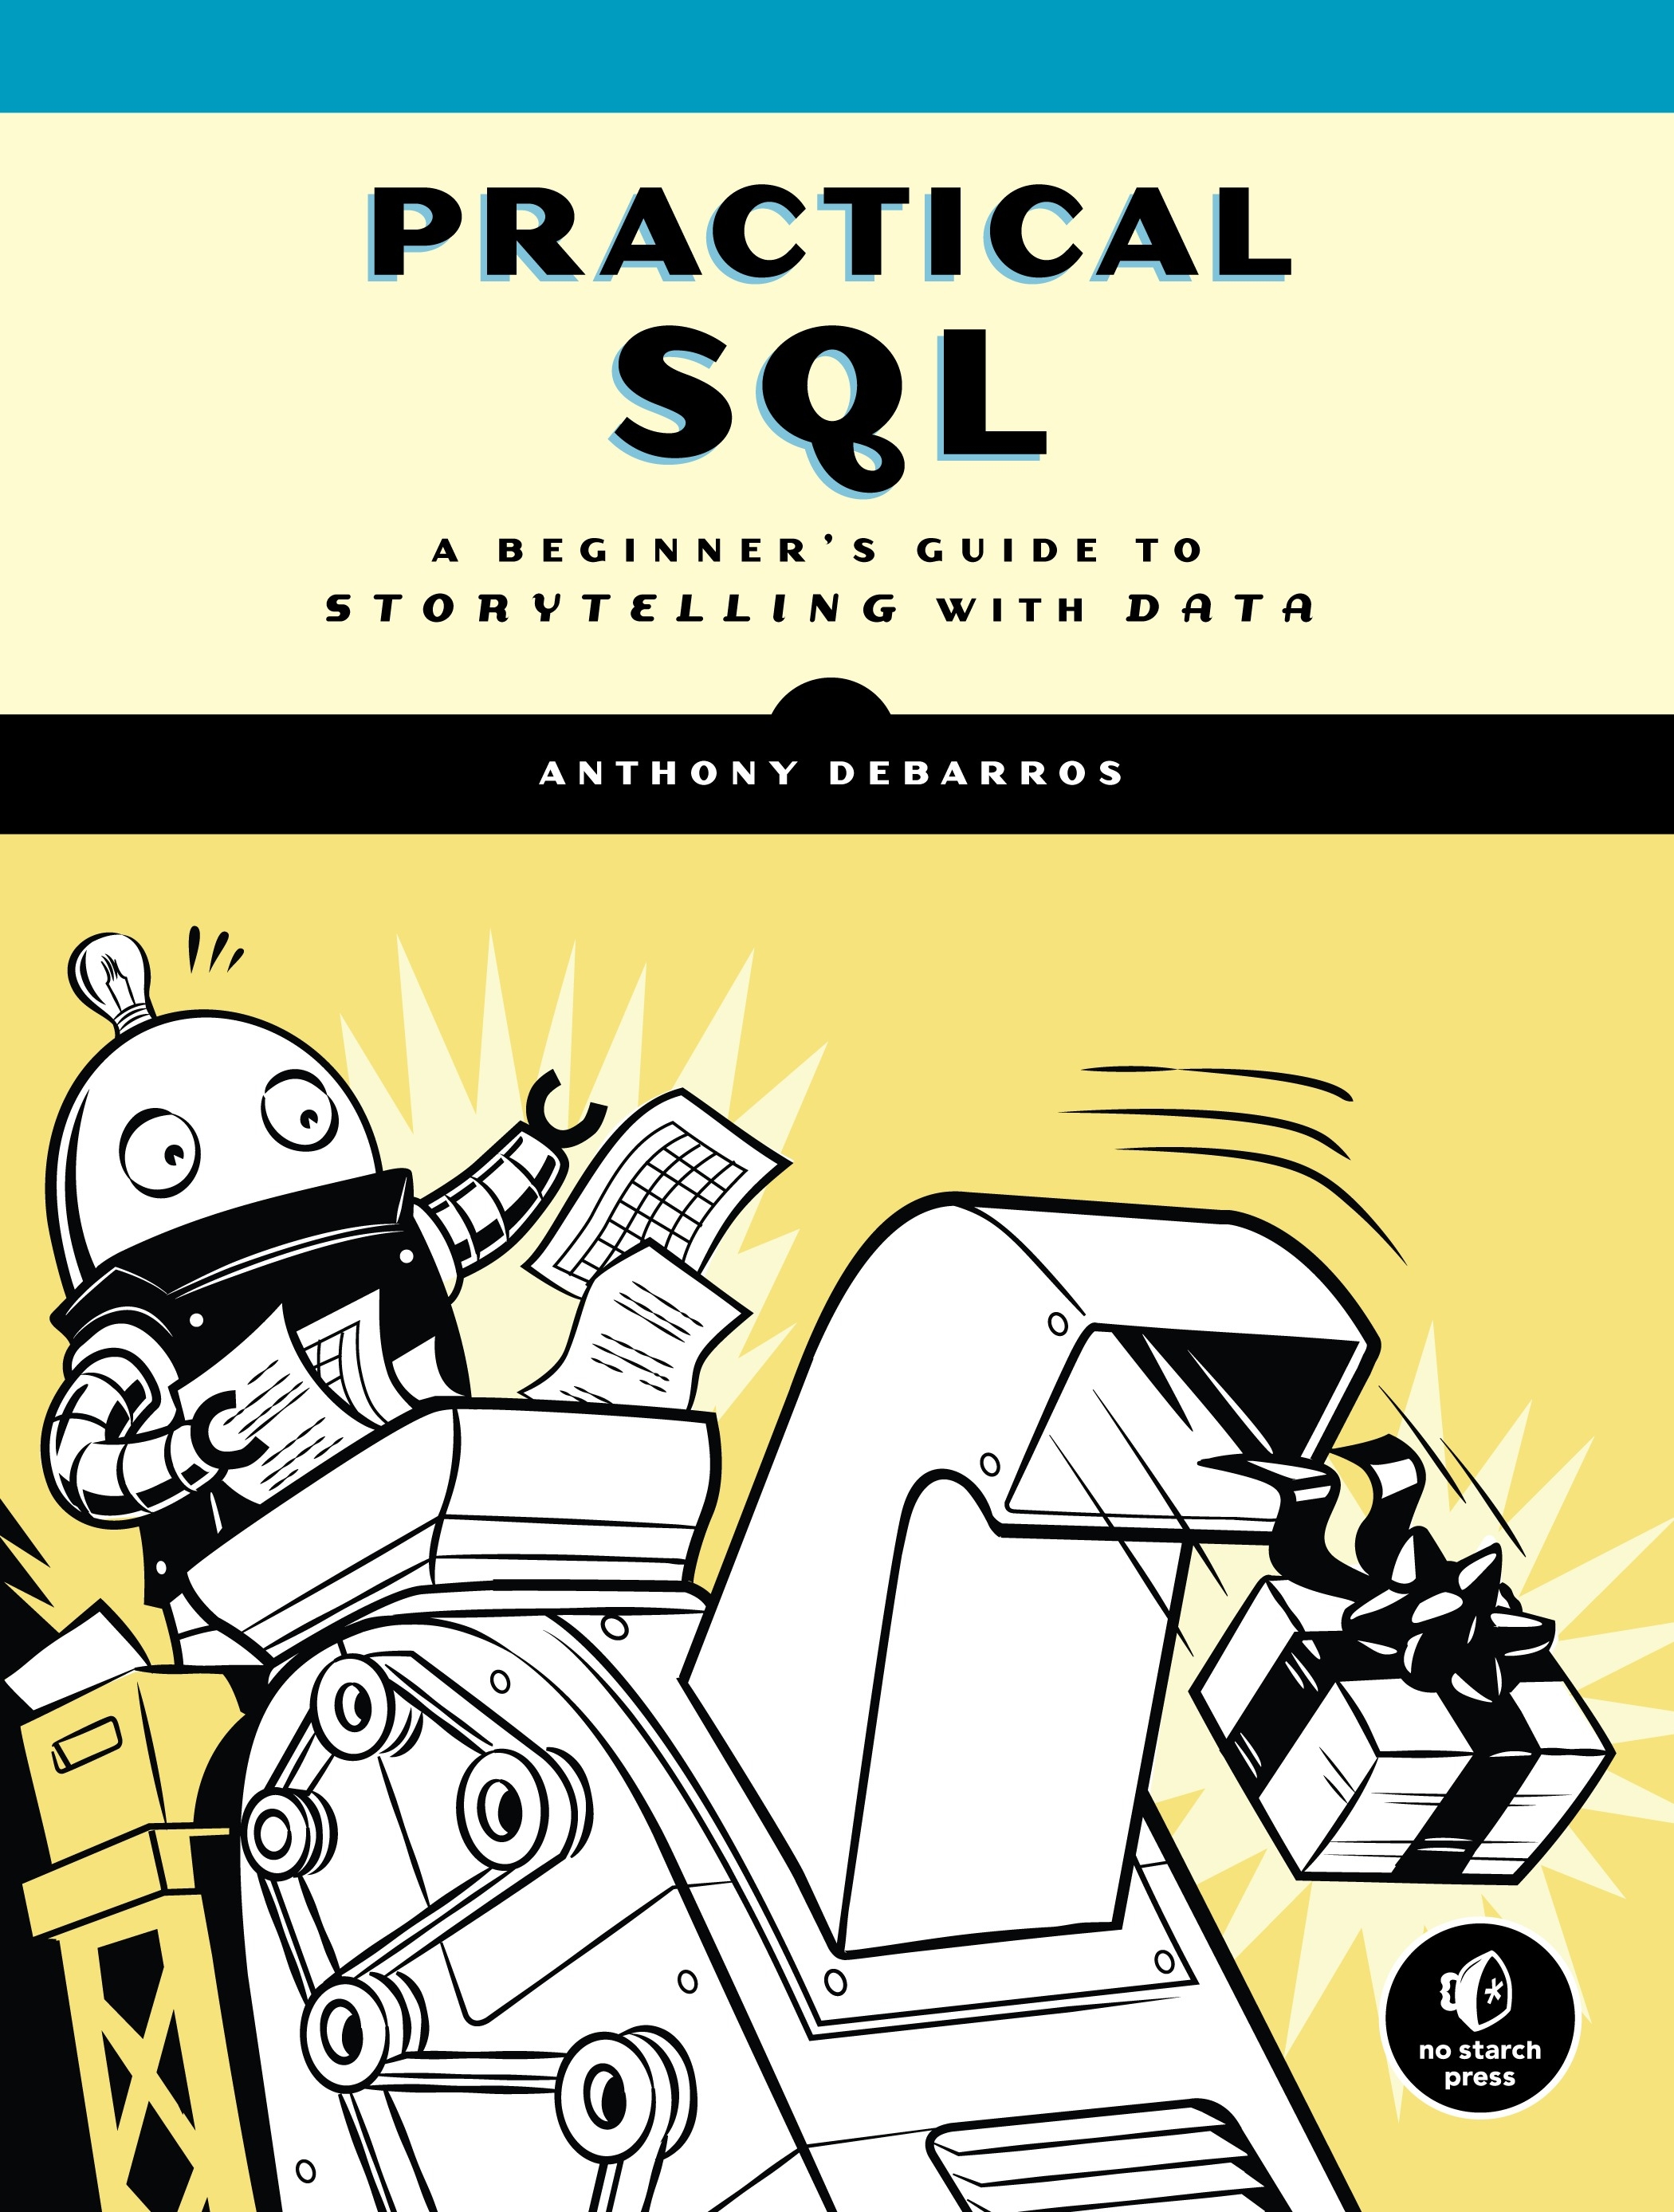 PRACTICAL
SQL
A BEGINNER'S GUIDE TO
STORYTELLING WITH DATA
ANTHONY DEBARROS
no starch
press